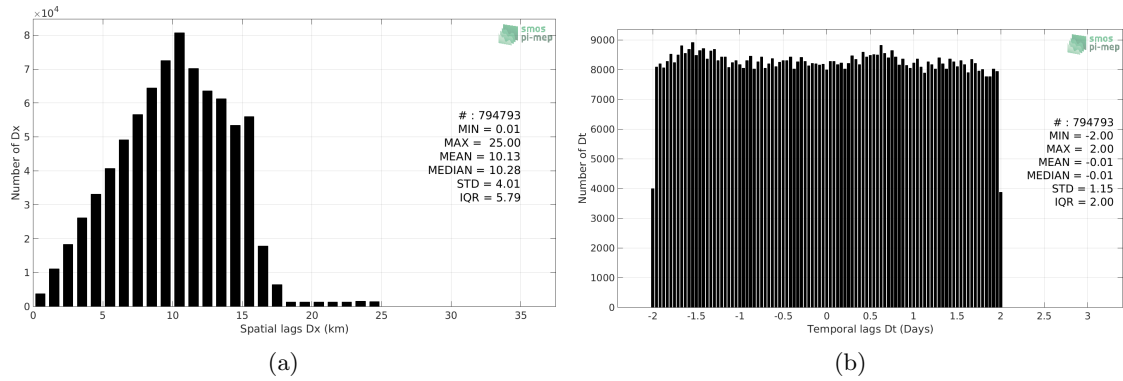 ×10⁴
8
7
6
5
4
3
2
1
0
Number of Dx
0 5 10 15 20 25 30 35
Spatial lags Dx (km)
smos
pi-mep
# : 794793
MIN = 0.01
MAX = 25.00
MEAN = 10.13
MEDIAN = 10.28
STD = 4.01
IQR = 5.79
(a)
9000
8000
7000
6000
5000
4000
3000
2000
1000
0
Number of Dt
-2 -1.5 -1 -0.5 0 0.5 1 1.5 2 2.5 3
Temporal lags Dt (Days)
smos
pi-mep
# : 794793
MIN = -2.00
MAX = 2.00
MEAN = -0.01
MEDIAN = -0.01
STD = 1.15
IQR = 2.00
(b)